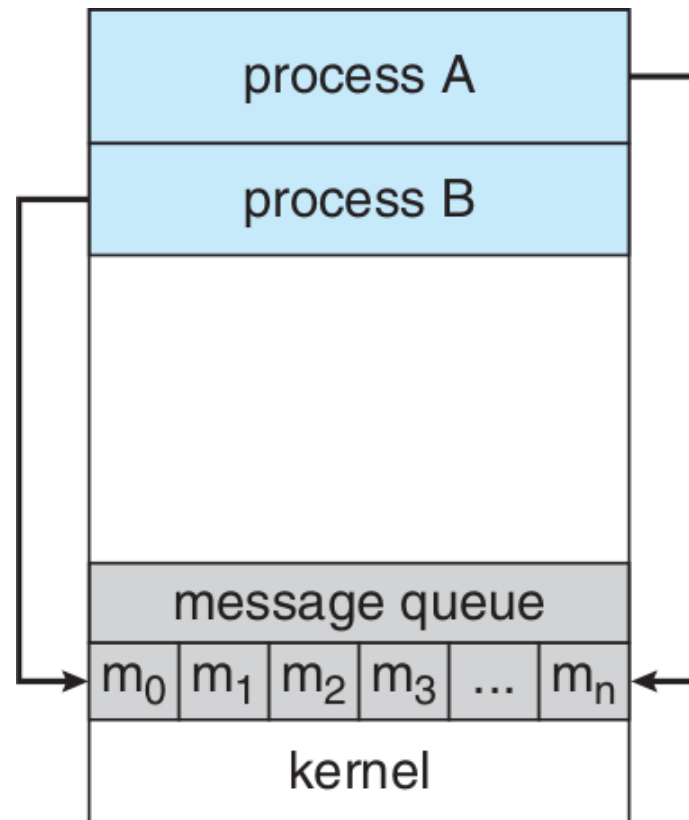 process A
process B
message queue
m₀ m₁ m₂ m₃ ... mₙ
kernel